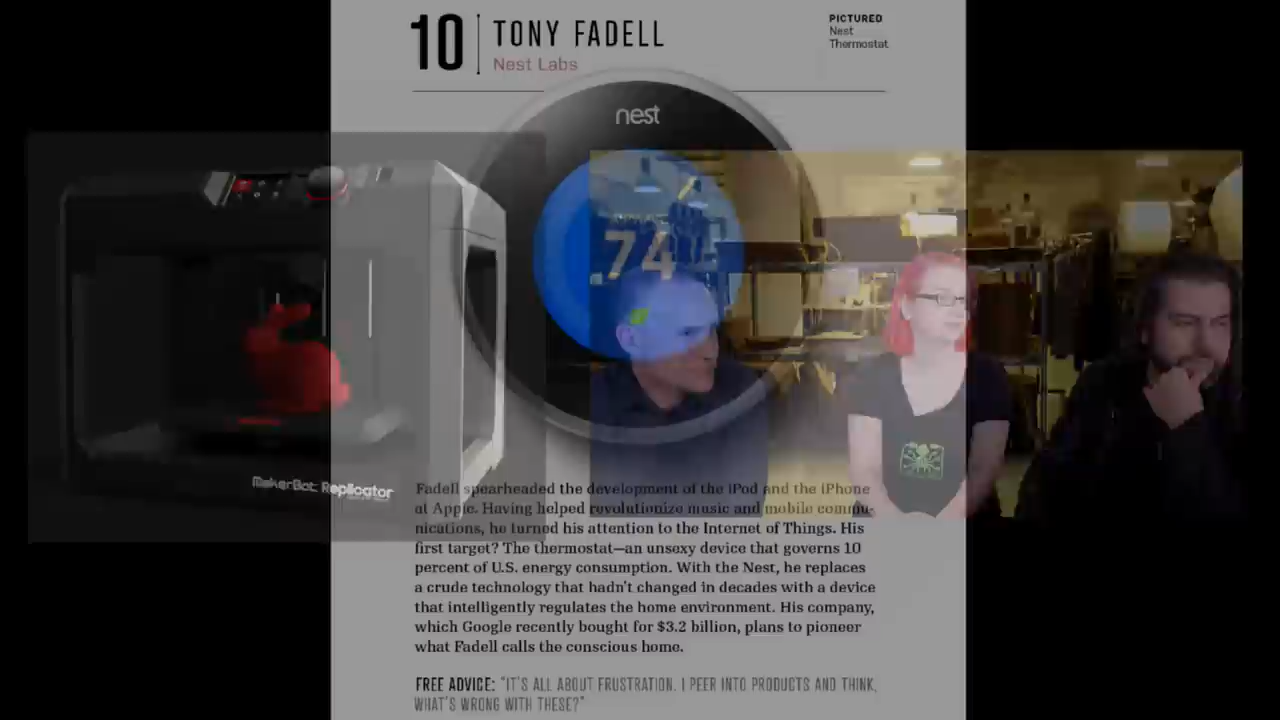 10
TONY FADELL
Nest Labs
PICTURED
Nest
Thermostat
nest
74
MakerBot Replicator
Fadell spearheaded the development of the iPod and the iPhone
at Apple. Having helped revolutionize music and mobile commu-
nications, he turned his attention to the Internet of Things. His
first target? The thermostat—an unsexy device that governs 10
percent of U.S. energy consumption. With the Nest, he replaces
a crude technology that hadn't changed in decades with a device
that intelligently regulates the home environment. His company,
which Google recently bought for $3.2 billion, plans to pioneer
what Fadell calls the conscious home.
FREE ADVICE: "IT'S ALL ABOUT FRUSTRATION. I PEER INTO PRODUCTS AND THINK,
WHAT'S WRONG WITH THESE?"